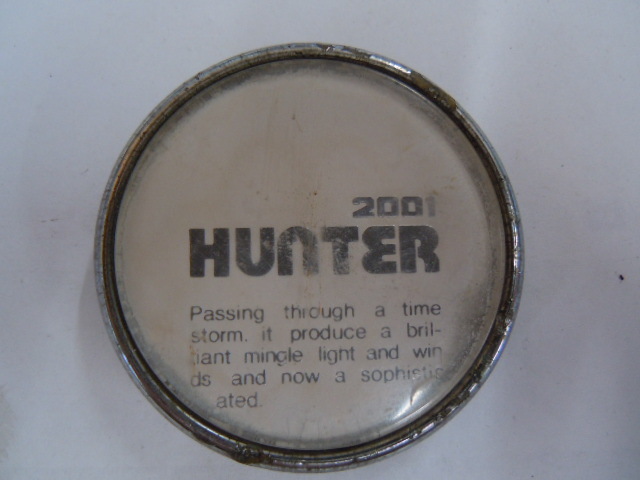 2001
HUNTER
Passing through a time
storm. it produce a bril-
liant mingle light and win
ds and now a sophistic
ated.